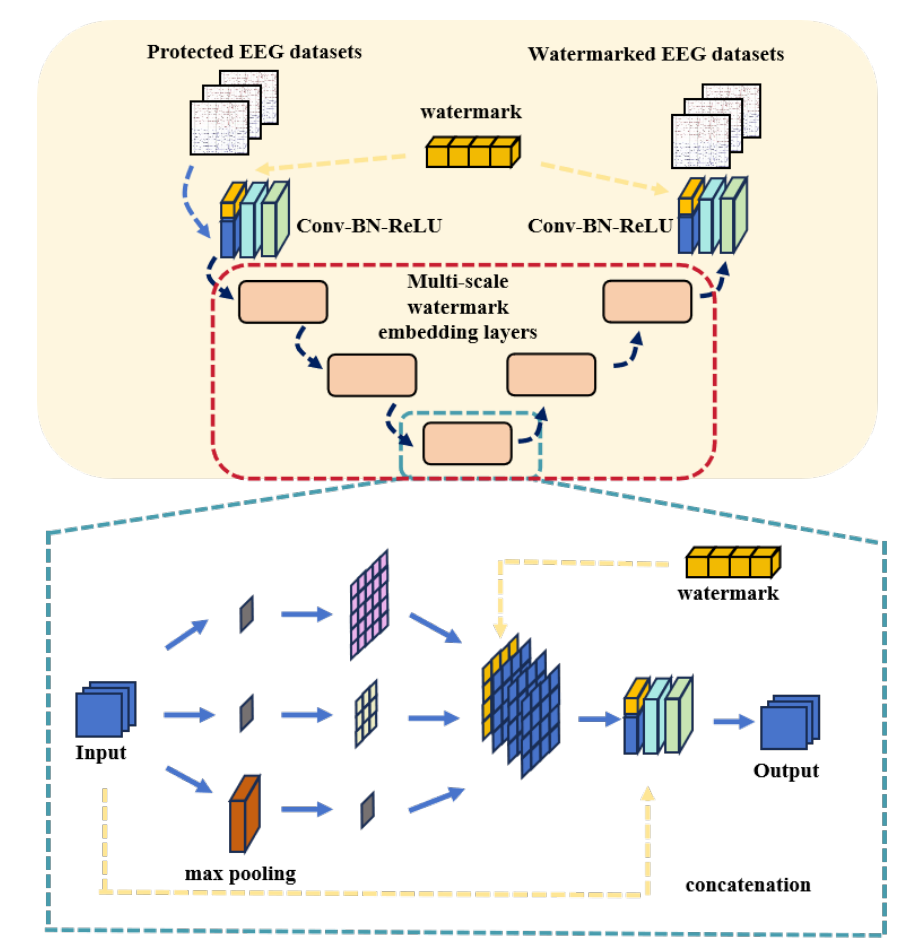 Protected EEG datasets
Watermarked EEG datasets
watermark
Conv-BN-ReLU
Conv-BN-ReLU
Multi-scale
watermark
embedding layers
watermark
Input
Output
max pooling
concatenation